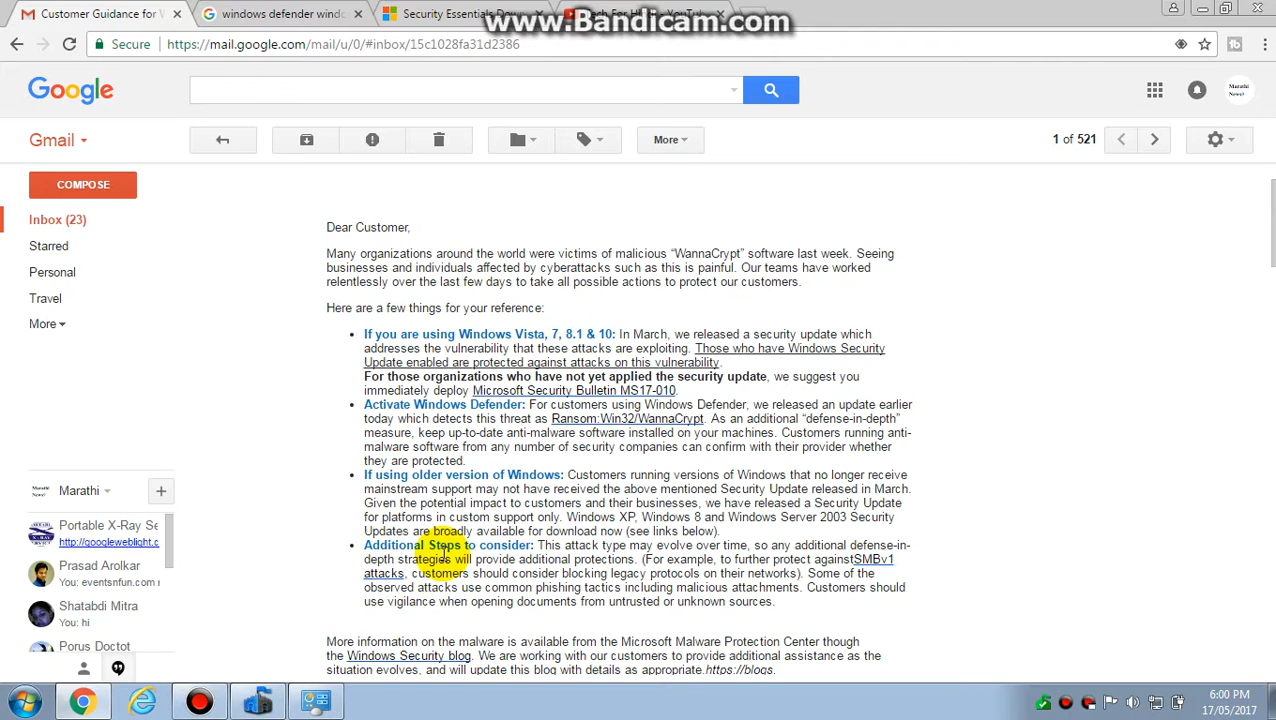 www.Bandicam.com
Customer Guidance for W
windows defender wind
Security Essentials Down
Secure https://mail.google.com/mail/u/0/#inbox/15c1028fa31d2386
Google
Marathi News!
Gmail
More
1 of 521
COMPOSE
Inbox (23)
Starred
Personal
Travel
More
Dear Customer,
Many organizations around the world were victims of malicious “WannaCrypt” software last week. Seeing
businesses and individuals affected by cyberattacks such as this is painful. Our teams have worked
relentlessly over the last few days to take all possible actions to protect our customers.
Here are a few things for your reference:
• If you are using Windows Vista, 7, 8.1 & 10: In March, we released a security update which
addresses the vulnerability that these attacks are exploiting. Those who have Windows Security
Update enabled are protected against attacks on this vulnerability.
For those organizations who have not yet applied the security update, we suggest you
immediately deploy Microsoft Security Bulletin MS17-010.
• Activate Windows Defender: For customers using Windows Defender, we released an update earlier
today which detects this threat as Ransom:Win32/WannaCrypt. As an additional “defense-in-depth”
measure, keep up-to-date anti-malware software installed on your machines. Customers running anti-
malware software from any number of security companies can confirm with their provider whether
they are protected.
• If using older version of Windows: Customers running versions of Windows that no longer receive
mainstream support may not have received the above mentioned Security Update released in March.
Given the potential impact to customers and their businesses, we have released a Security Update
for platforms in custom support only. Windows XP, Windows 8 and Windows Server 2003 Security
Updates are broadly available for download now (see links below).
• Additional Steps to consider: This attack type may evolve over time, so any additional defense-in-
depth strategies will provide additional protections. (For example, to further protect againstSMBv1
attacks, customers should consider blocking legacy protocols on their networks). Some of the
observed attacks use common phishing tactics including malicious attachments. Customers should
use vigilance when opening documents from untrusted or unknown sources.
More information on the malware is available from the Microsoft Malware Protection Center though
the Windows Security blog. We are working with our customers to provide additional assistance as the
situation evolves, and will update this blog with details as appropriate.https://blogs.
Marathi
Portable X-Ray Se
http://googleweblight.c
Prasad Arolkar
You: eventsnfun.com r
Shatabdi Mitra
You: hi
Porus Doctot
6:00 PM
17/05/2017